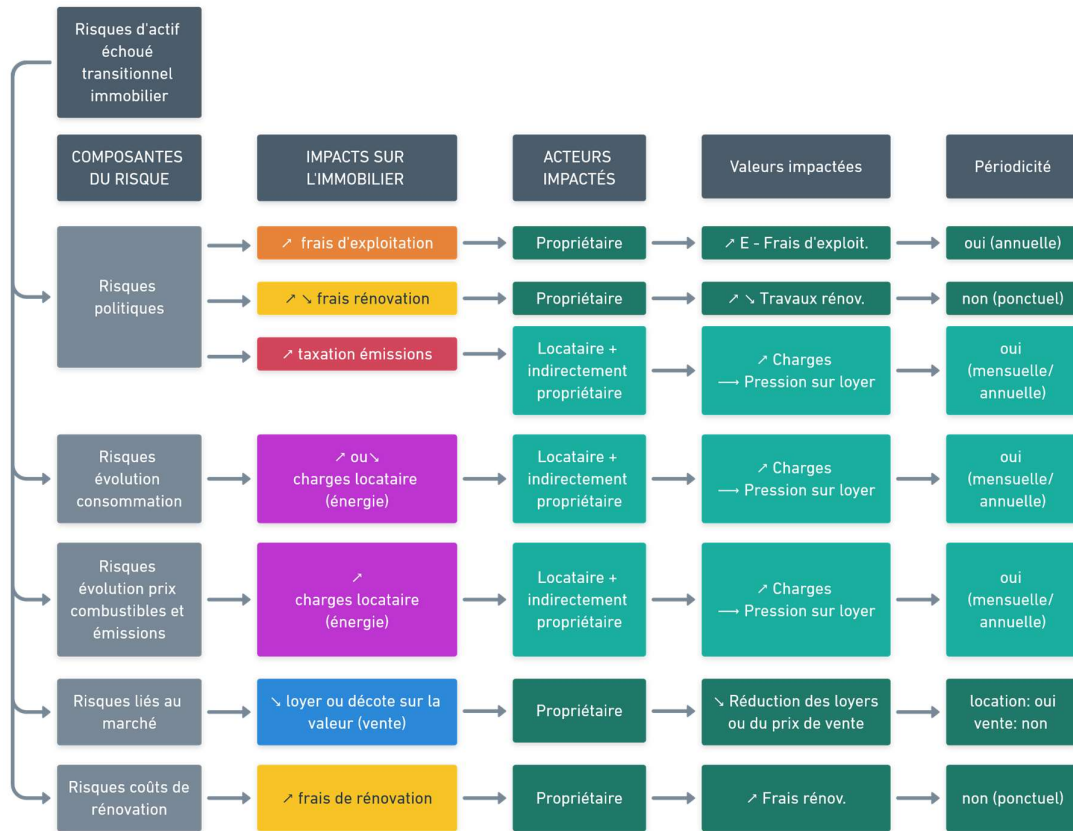 Risques d'actif
échoué
transitionnel
immobilier
COMPOSANTES
DU RISQUE
IMPACTS SUR
L'IMMOBILIER
ACTEURS
IMPACTÉS
Valeurs impactées
Périodicité
Risques
politiques
↗ frais d'exploitation
Propriétaire
↗ E - Frais d'exploit.
oui (annuelle)
↗ ↘ frais rénovation
Propriétaire
↗ ↘ Travaux rénov.
non (ponctuel)
↗ taxation émissions
Locataire +
indirectement
propriétaire
↗ Charges
→ Pression sur loyer
oui
(mensuelle/
annuelle)
Risques
évolution
consommation
↗ ou↘
charges locataire
(énergie)
Locataire +
indirectement
propriétaire
↗ Charges
→ Pression sur loyer
oui
(mensuelle/
annuelle)
Risques
évolution prix
combustibles et
émissions
↗
charges locataire
(énergie)
Locataire +
indirectement
propriétaire
↗ Charges
→ Pression sur loyer
oui
(mensuelle/
annuelle)
Risques liés au
marché
↘ loyer ou décote sur la
valeur (vente)
Propriétaire
↘ Réduction des loyers
ou du prix de vente
location: oui
vente: non
Risques coûts de
rénovation
↗ frais de rénovation
Propriétaire
↗ Frais rénov.
non (ponctuel)